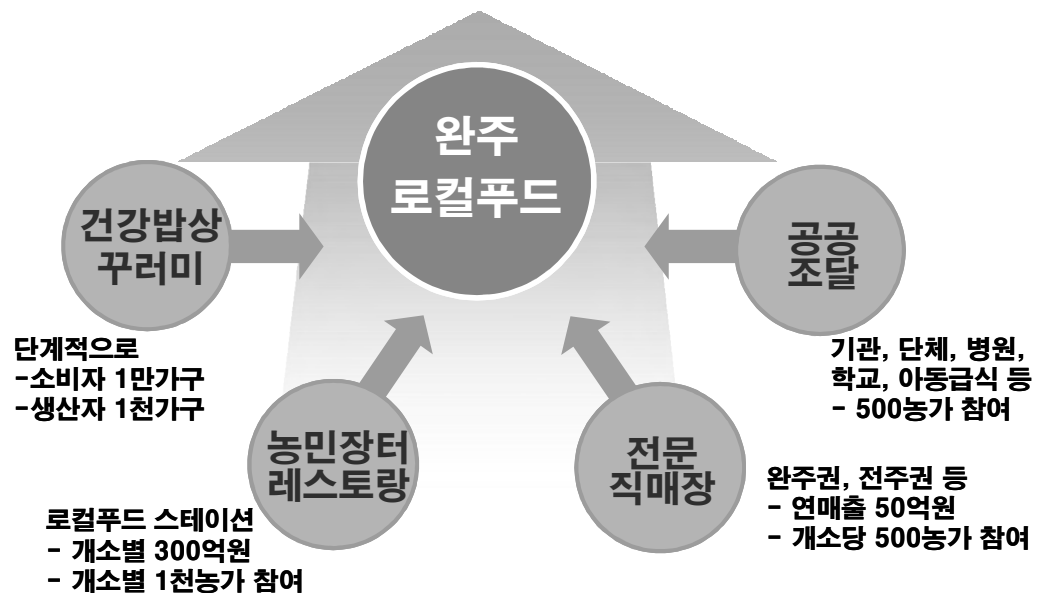 완주
로컬푸드
건강밥상
꾸러미
공공
조달
단계적으로
-소비자 1만가구
-생산자 1천가구
기관, 단체, 병원,
학교, 아동급식 등
- 500농가 참여
농민장터
레스토랑
전문
직매장
로컬푸드 스테이션
- 개소별 300억원
- 개소별 1천농가 참여
완주권, 전주권 등
- 연매출 50억원
- 개소당 500농가 참여